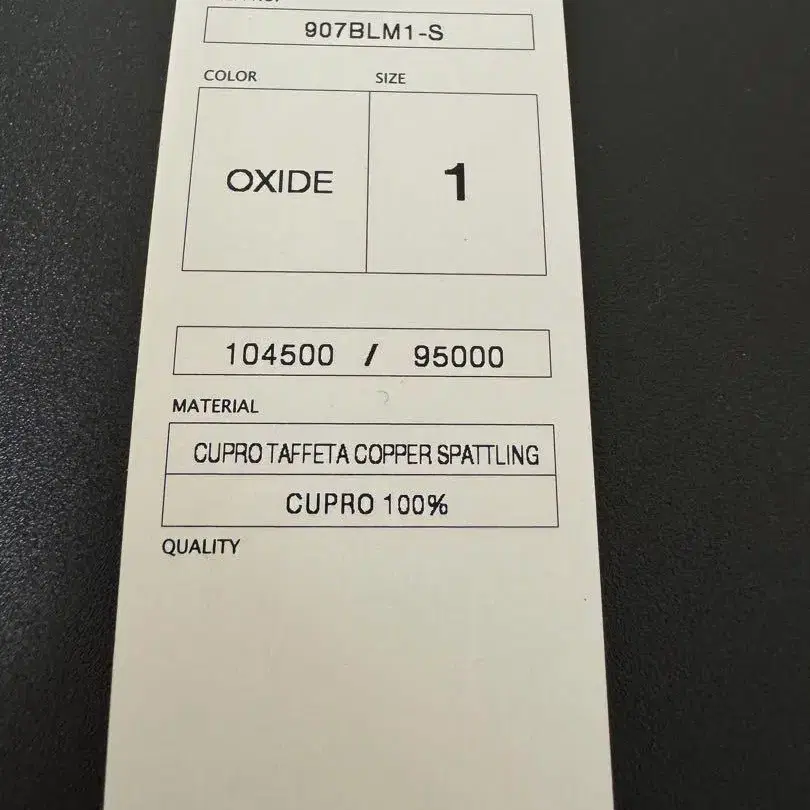 907BLM1-S
COLOR SIZE
OXIDE 1
104500 / 95000
MATERIAL
CUPRO TAFFETA COPPER SPATTLING
CUPRO 100%
QUALITY